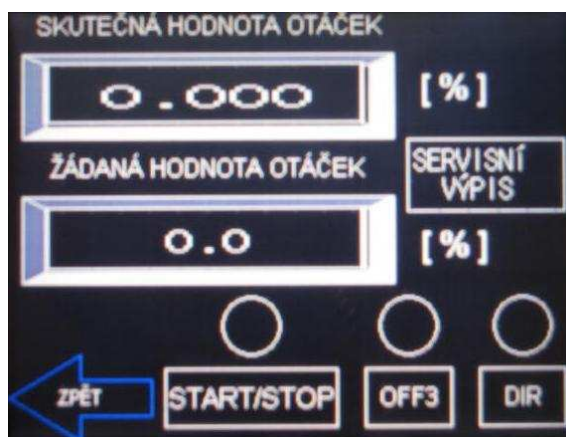 SKUTEČNÁ HODNOTA OTÁČEK
0.000 [%]
ŽÁDANÁ HODNOTA OTÁČEK
SERVISNÍ
VÝPIS
0.0 [%]
ZPĚT START/STOP OFF3 DIR